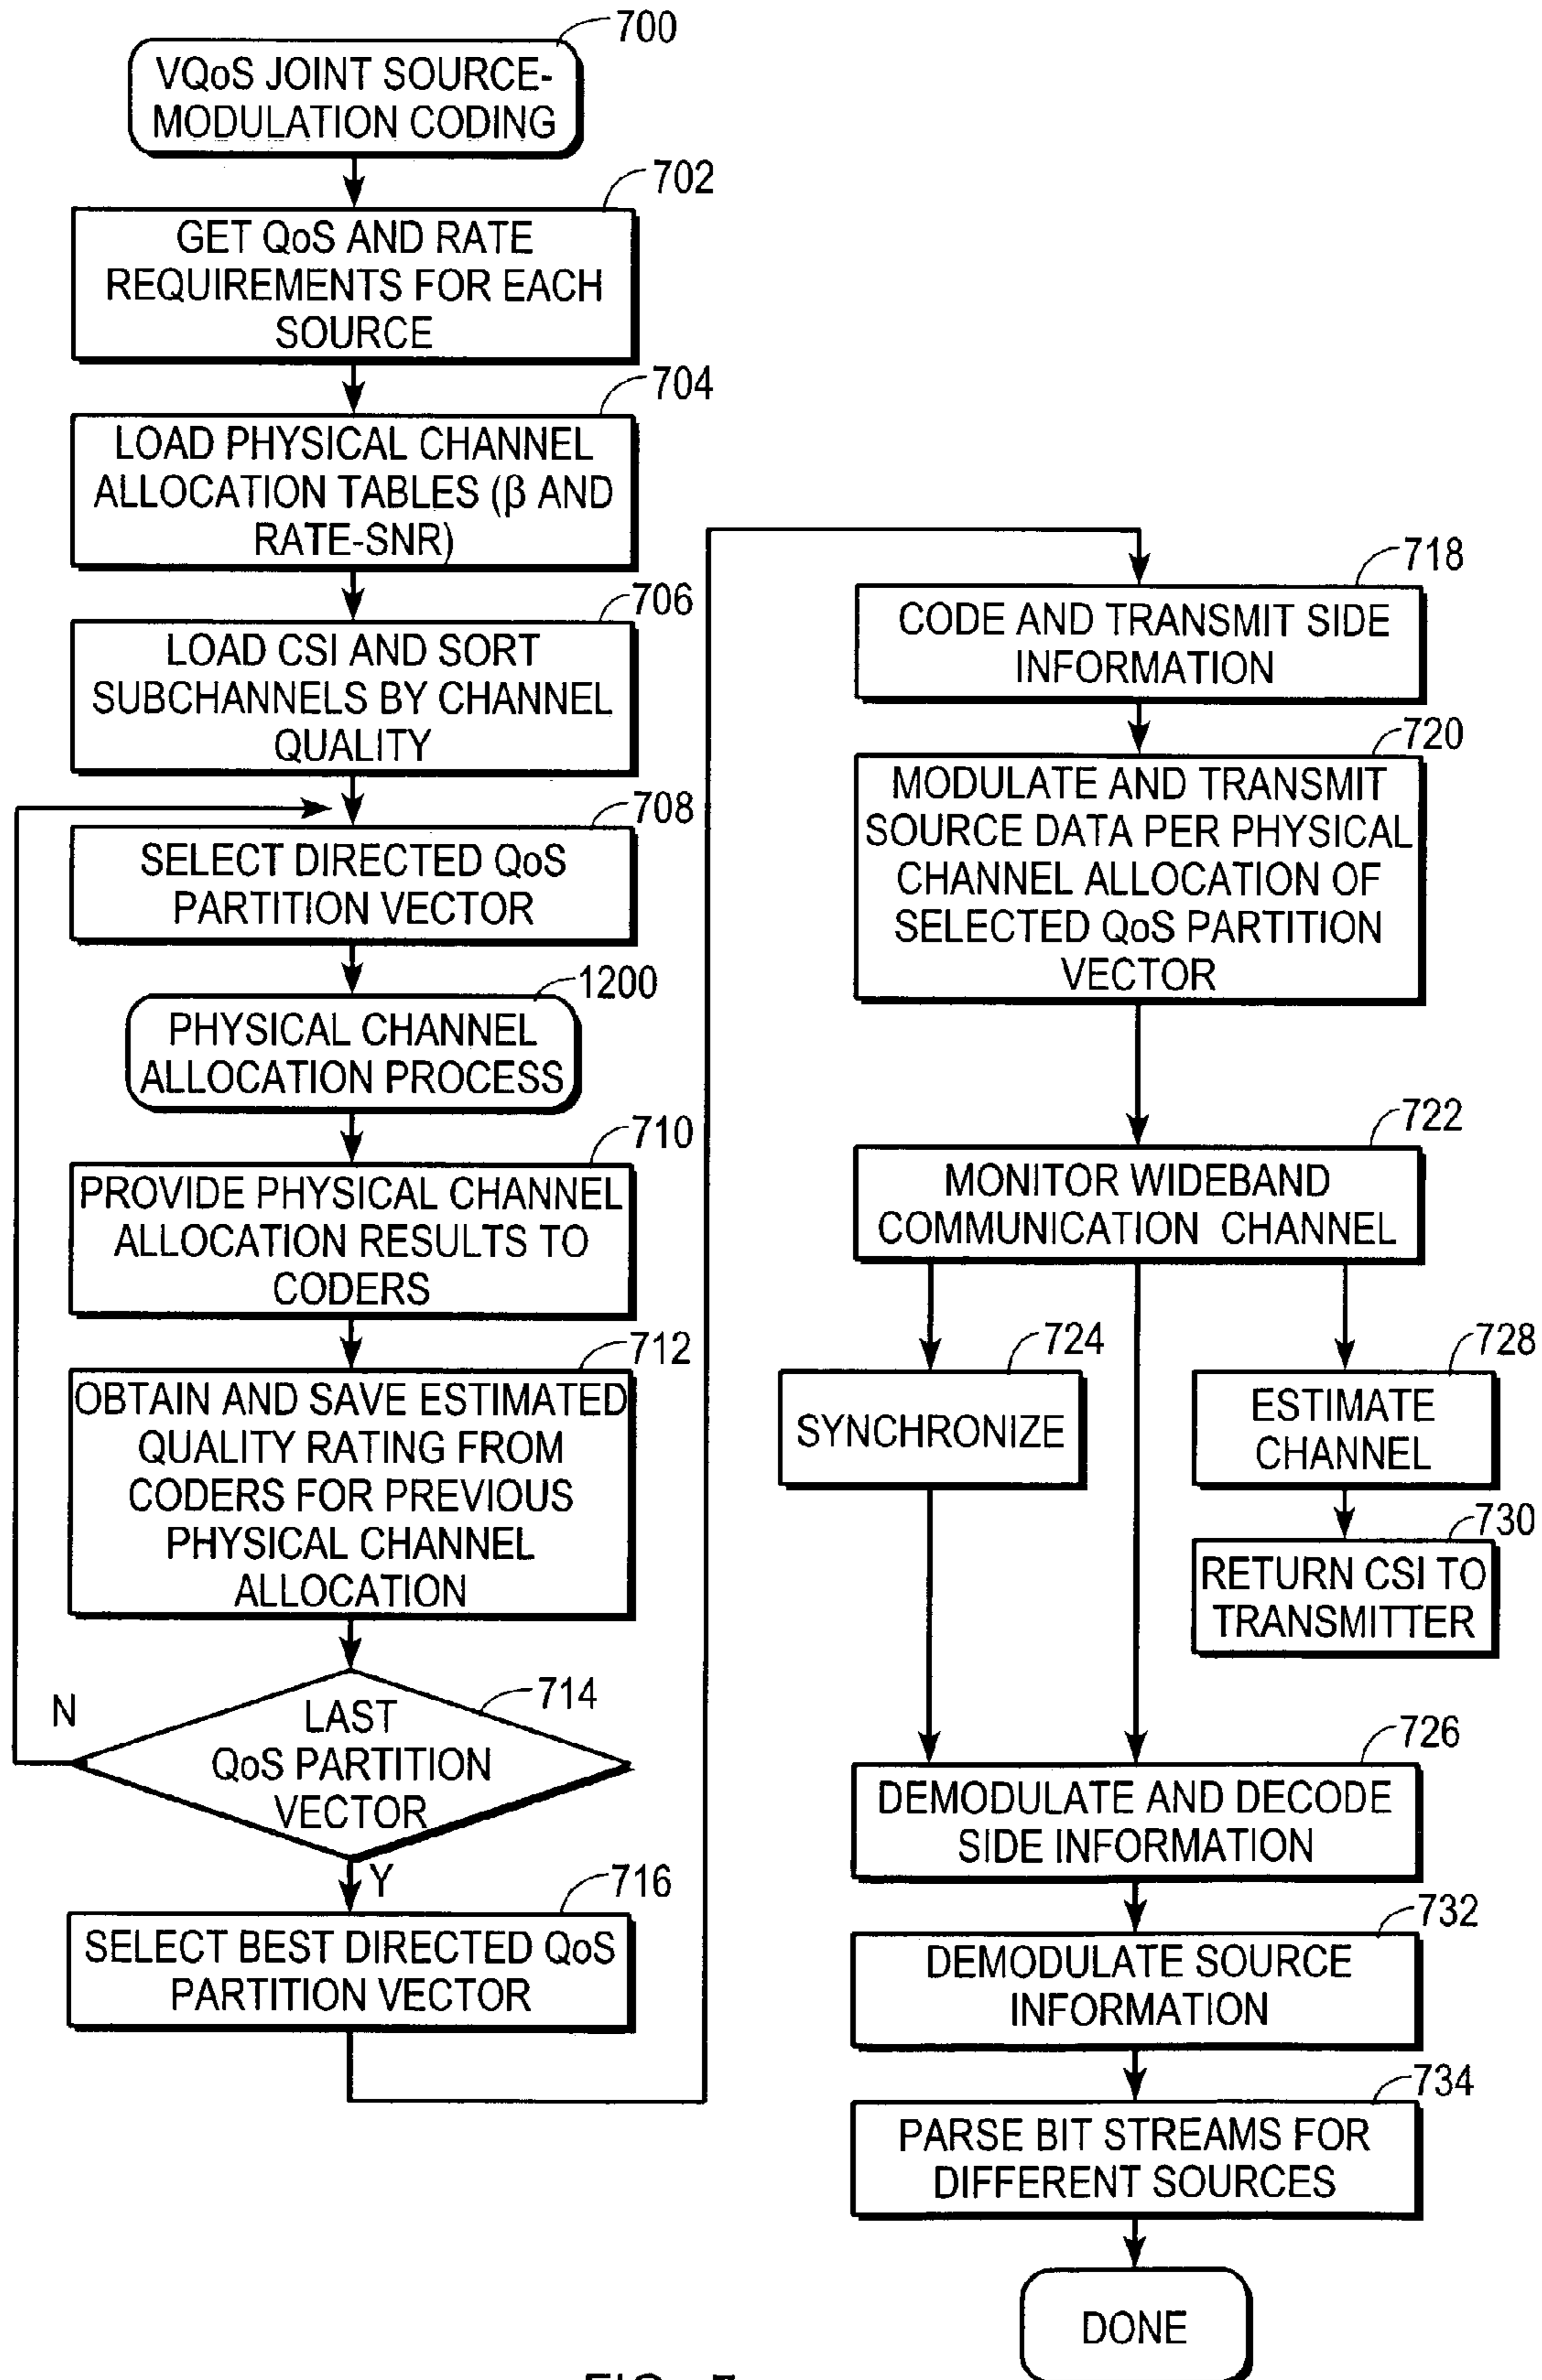 700
VQoS JOINT SOURCE-
MODULATION CODING
702
GET QoS AND RATE
REQUIREMENTS FOR EACH
SOURCE
704
LOAD PHYSICAL CHANNEL
ALLOCATION TABLES (β AND
RATE-SNR)
706
LOAD CSI AND SORT
SUBCHANNELS BY CHANNEL
QUALITY
708
SELECT DIRECTED QoS
PARTITION VECTOR
1200
PHYSICAL CHANNEL
ALLOCATION PROCESS
710
PROVIDE PHYSICAL CHANNEL
ALLOCATION RESULTS TO
CODERS
712
OBTAIN AND SAVE ESTIMATED
QUALITY RATING FROM
CODERS FOR PREVIOUS
PHYSICAL CHANNEL
ALLOCATION
714
N
LAST
QoS PARTITION
VECTOR
Y
716
SELECT BEST DIRECTED QoS
PARTITION VECTOR
718
CODE AND TRANSMIT SIDE
INFORMATION
720
MODULATE AND TRANSMIT
SOURCE DATA PER PHYSICAL
CHANNEL ALLOCATION OF
SELECTED QoS PARTITION
VECTOR
722
MONITOR WIDEBAND
COMMUNICATION CHANNEL
724
SYNCHRONIZE
728
ESTIMATE
CHANNEL
730
RETURN CSI TO
TRANSMITTER
726
DEMODULATE AND DECODE
SIDE INFORMATION
732
DEMODULATE SOURCE
INFORMATION
734
PARSE BIT STREAMS FOR
DIFFERENT SOURCES
DONE